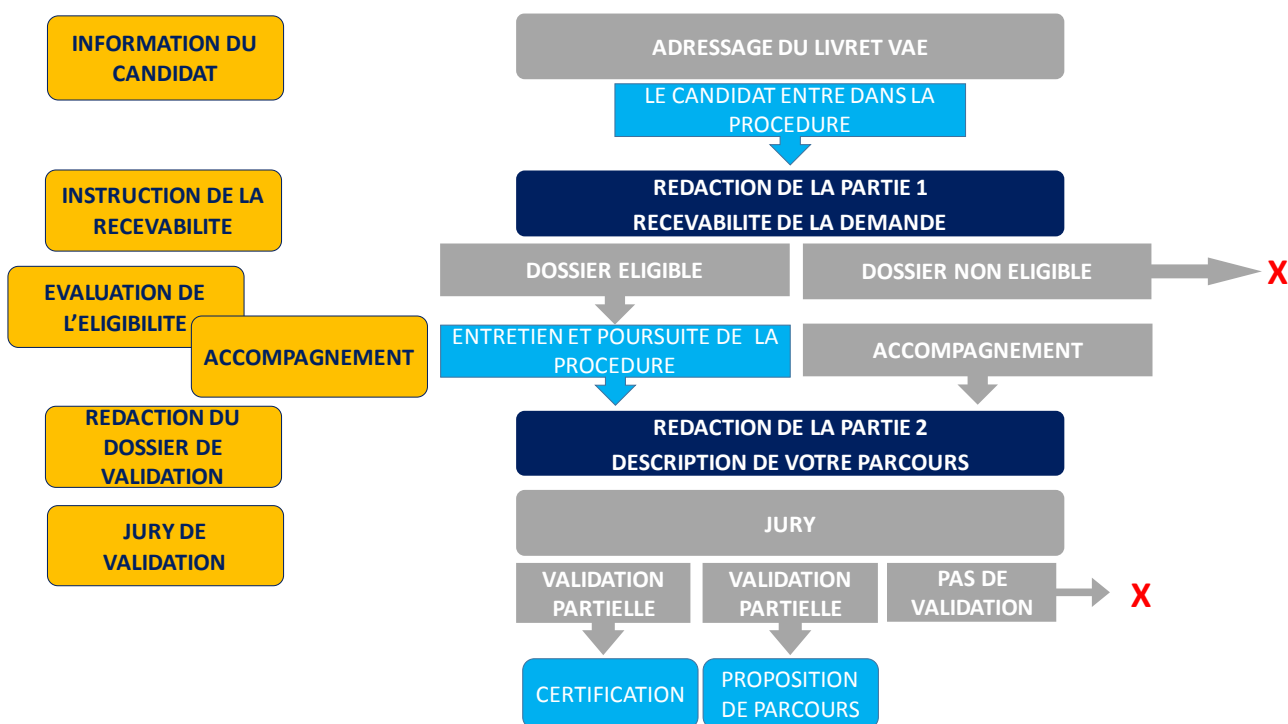 INFORMATION DU
CANDIDAT
ADRESSAGE DU LIVRET VAE
LE CANDIDAT ENTRE DANS LA
PROCEDURE
INSTRUCTION DE LA
RECEVABILITE
REDACTION DE LA PARTIE 1
RECEVABILITE DE LA DEMANDE
DOSSIER ELIGIBLE
DOSSIER NON ELIGIBLE
X
EVALUATION DE
L’ELIGIBILITE
ACCOMPAGNEMENT
ENTRETIEN ET POURSUITE DE LA
PROCEDURE
ACCOMPAGNEMENT
REDACTION DU
DOSSIER DE
VALIDATION
REDACTION DE LA PARTIE 2
DESCRIPTION DE VOTRE PARCOURS
JURY DE
VALIDATION
JURY
VALIDATION
PARTIELLE
VALIDATION
PARTIELLE
PAS DE
VALIDATION
X
CERTIFICATION
PROPOSITION
DE PARCOURS